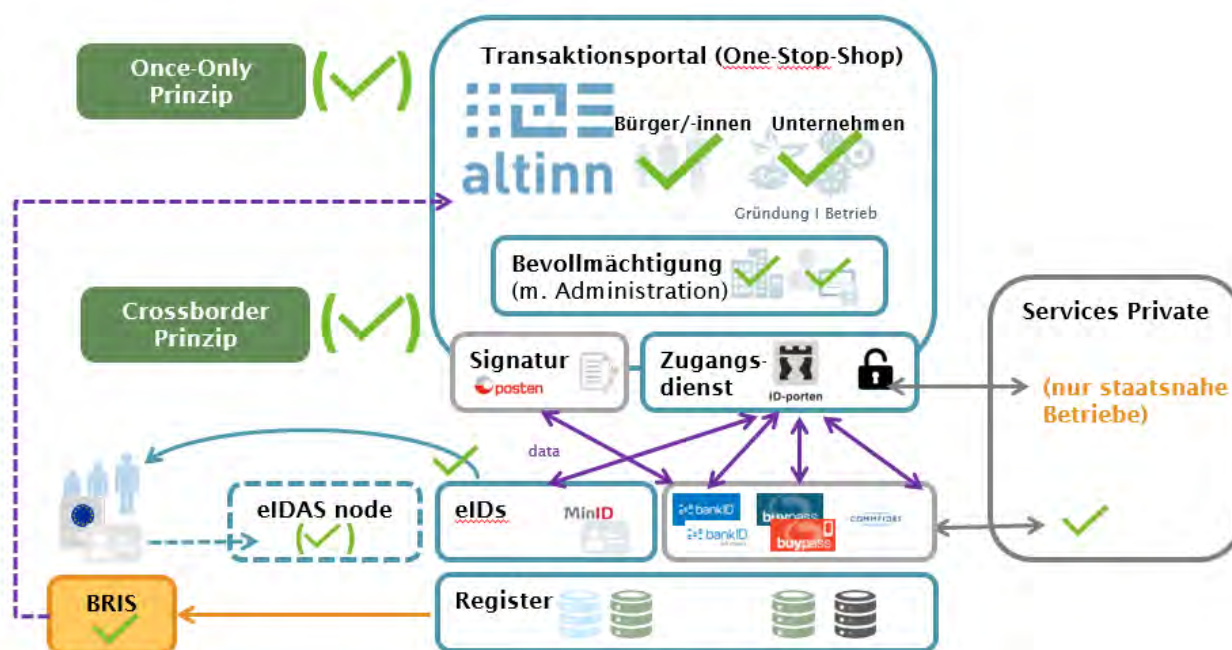 Once-Only
Prinzip
Transaktionsportal (One-Stop-Shop)
altinn
Bürger/-innen
Unternehmen
Gründung I Betrieb
Bevollmächtigung
(m. Administration)
Crossborder
Prinzip
Signatur
posten
Zugangs-
dienst
ID-porten
Services Private
(nur staatsnahe
Betriebe)
data
eIDAS node
eIDs
MinID
bankID
bankID
buypass
buypass
COMMFIDES
BRIS
Register